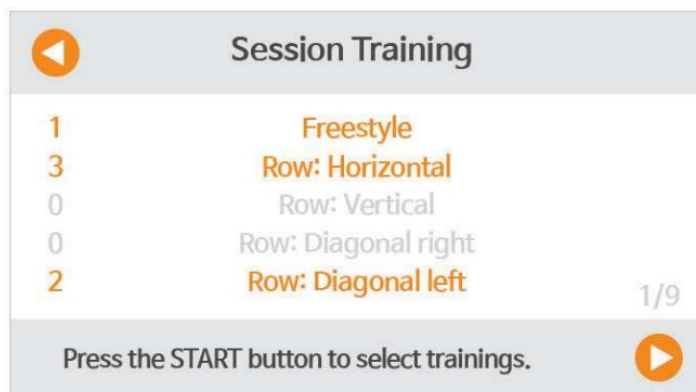 Session Training
1 Freestyle
3 Row: Horizontal
0 Row: Vertical
0 Row: Diagonal right
2 Row: Diagonal left
1/9
Press the START button to select trainings.